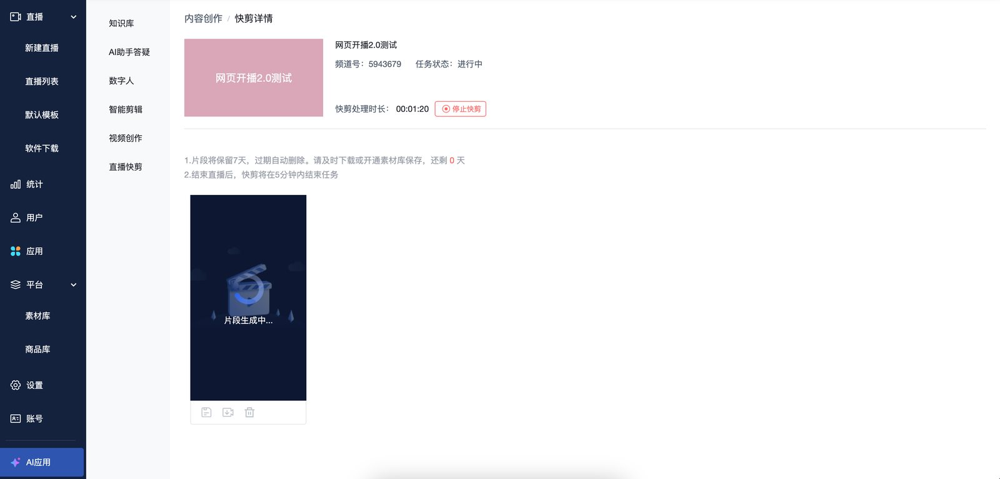 直播
新建直播
直播列表
默认模板
软件下载
统计
用户
应用
平台
素材库
商品库
设置
账号
AI应用
知识库
AI助手答疑
数字人
智能剪辑
视频创作
直播快剪
内容创作 / 快剪详情
网页开播2.0测试
网页开播2.0测试
频道号：5943679 任务状态：进行中
快剪处理时长： 00:01:20 停止快剪
1.片段将保留7天，过期自动删除。请及时下载或开通素材库保存，还剩 0 天
2.结束直播后，快剪将在5分钟内结束任务
片段生成中...